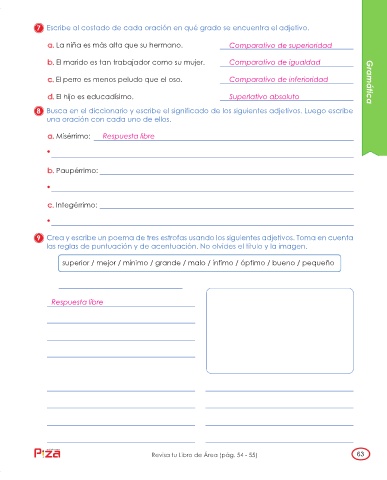 7 Escribe al costado de cada oración en qué grado se encuentra el adjetivo.
a. La niña es más alta que su hermano. Comparativo de superioridad
b. El marido es tan trabajador como su mujer. Comparativo de igualdad
c. El perro es menos peludo que el oso. Comparativo de inferioridad
d. El hijo es educadísimo. Superlativo absoluto
Gramática
8 Busca en el diccionario y escribe el significado de los siguientes adjetivos. Luego escribe
una oración con cada uno de ellos.
a. Misérrimo: Respuesta libre
•
b. Paupérrimo:
•
c. Integérrimo:
•
9 Crea y escribe un poema de tres estrofas usando los siguientes adjetivos. Toma en cuenta
las reglas de puntuación y de acentuación. No olvides el título y la imagen.
superior / mejor / mínimo / grande / malo / ínfimo / óptimo / bueno / pequeño
Respuesta libre
Piza
Revisa tu Libro de Área (pág. 54 - 55)
63